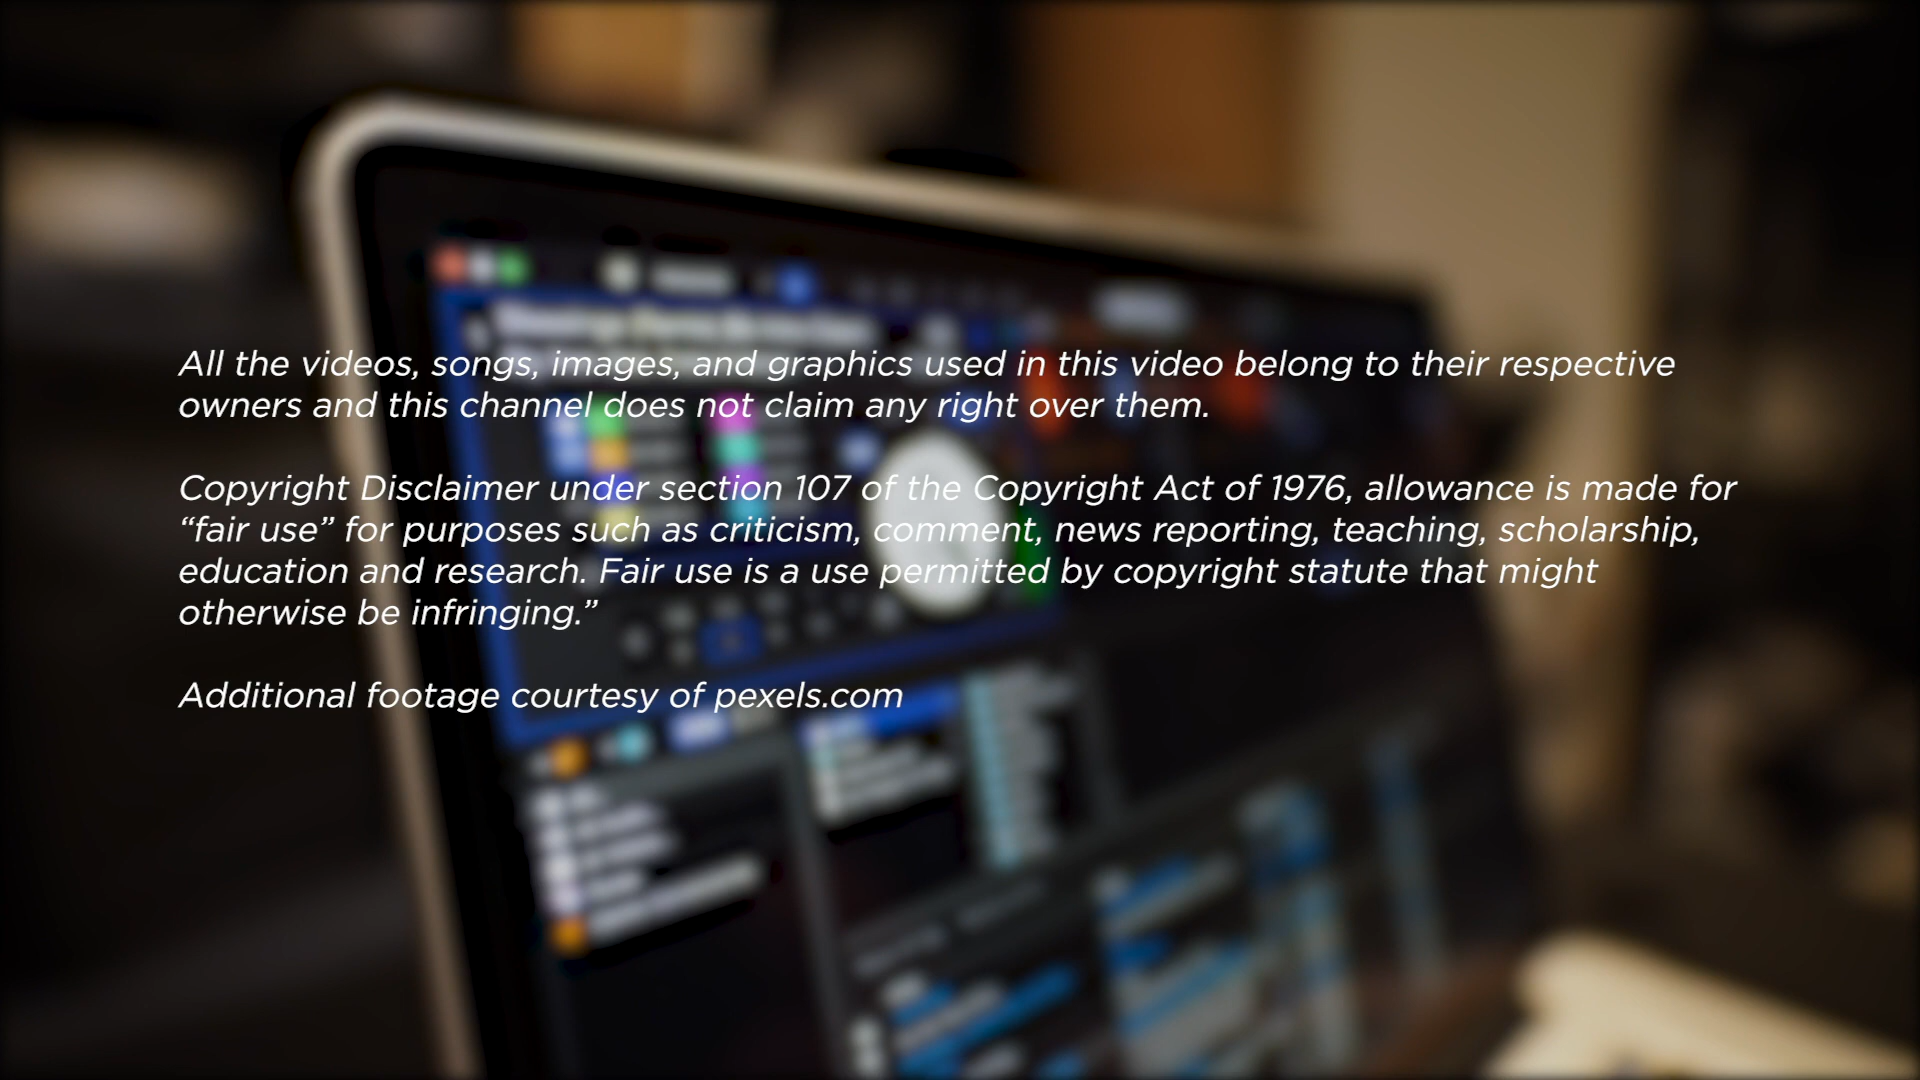 All the videos, songs, images, and graphics used in this video belong to their respective
owners and this channel does not claim any right over them.
Copyright Disclaimer under section 107 of the Copyright Act of 1976, allowance is made for
“fair use” for purposes such as criticism, comment, news reporting, teaching, scholarship,
education and research. Fair use is a use permitted by copyright statute that might
otherwise be infringing.”
Additional footage courtesy of pexels.com